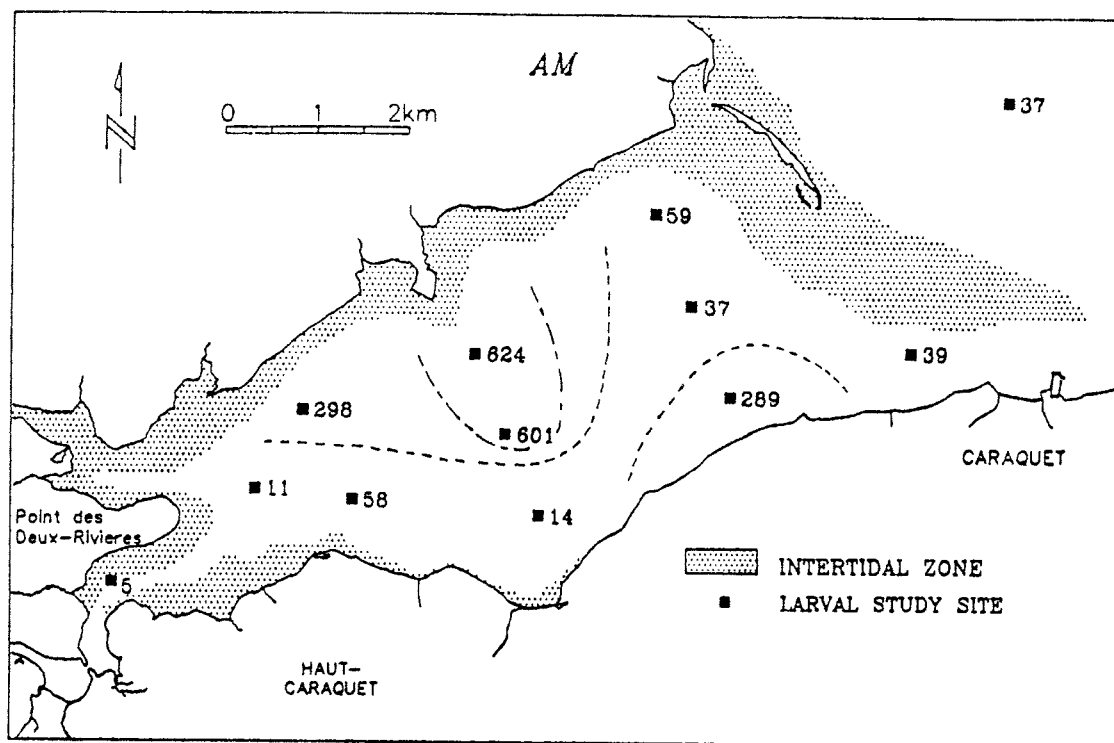 AM
N
0 1 2km
37
59
37
624
39
298
289
601
CARAQUET
11
58
14
Point des
Deux-Rivieres
5
INTERTIDAL ZONE
LARVAL STUDY SITE
HAUT-
CARAQUET